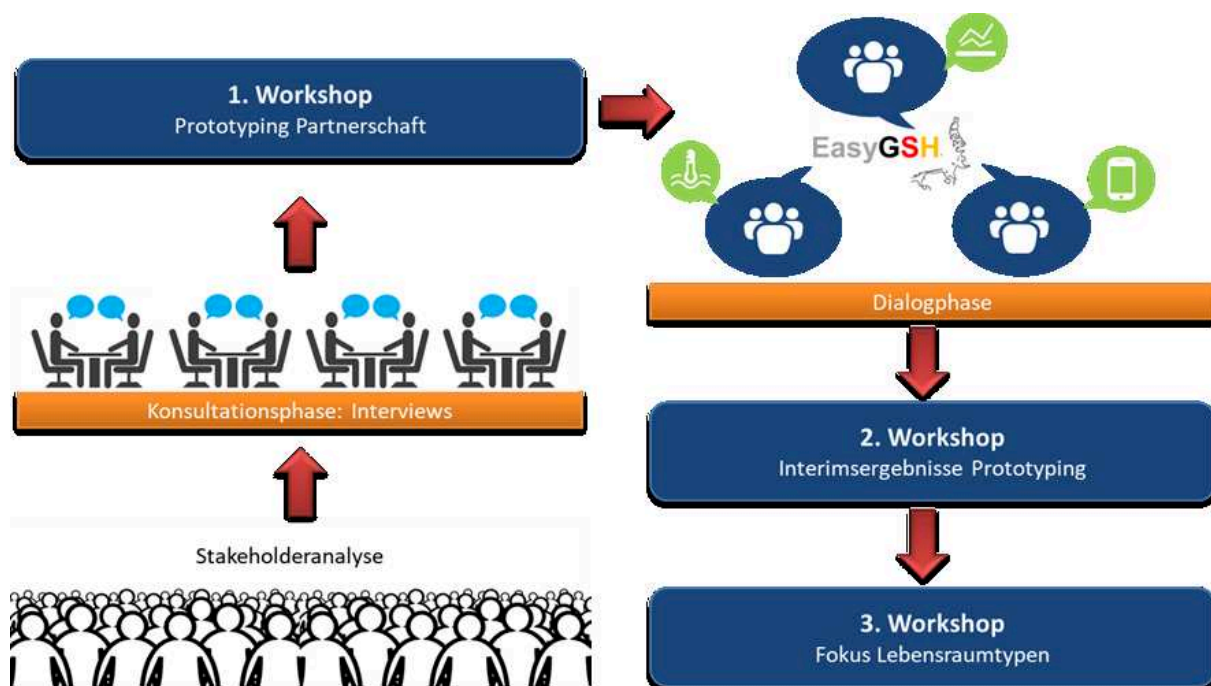 1. Workshop
Prototyping Partnerschaft
EasyGSH
Dialogphase
Konsultationsphase: Interviews
2. Workshop
Interimsergebnisse Prototyping
Stakeholderanalyse
3. Workshop
Fokus Lebensraumtypen